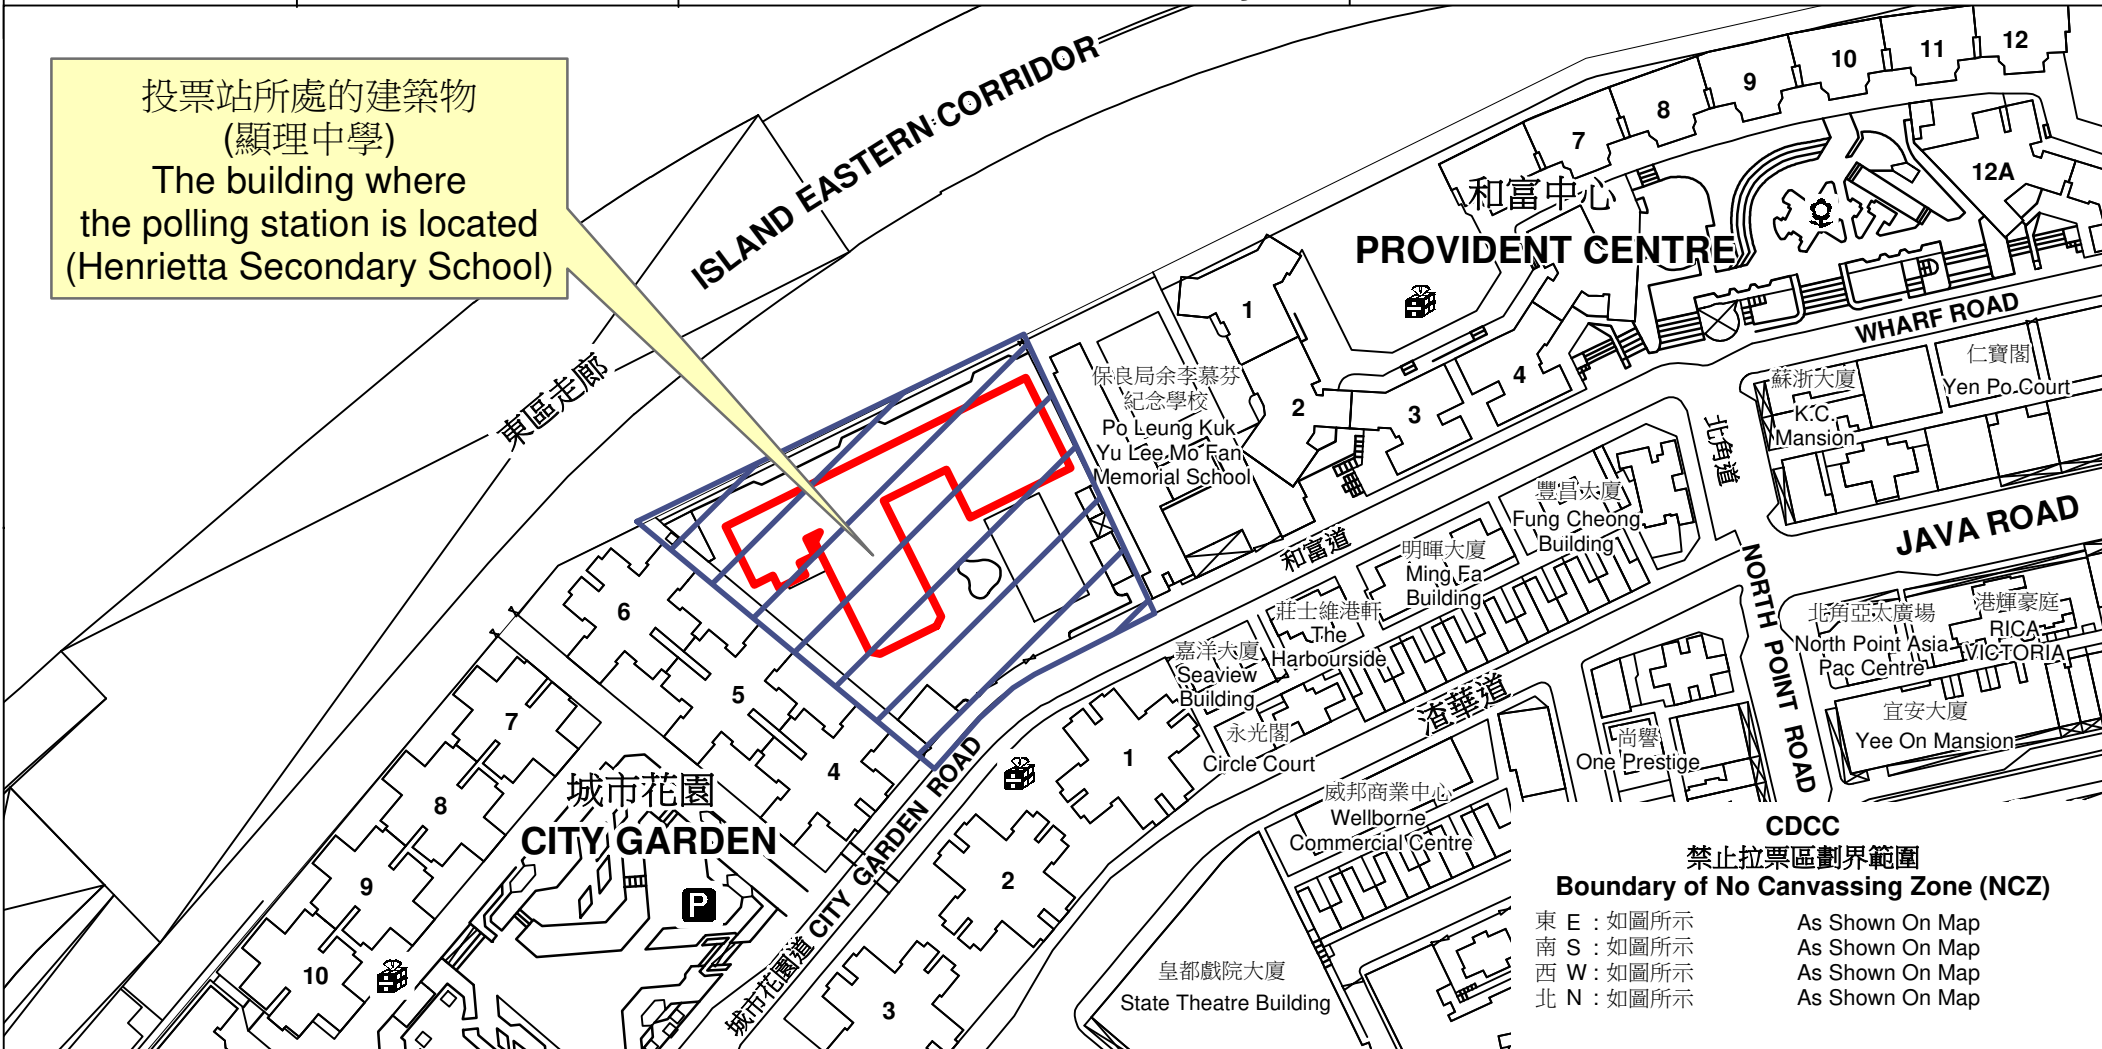 投票站所處的建築物
(顯理中學)
The building where
the polling station is located
(Henrietta Secondary School)
ISLAND EASTERN CORRIDOR
東區走廊
和富中心
PROVIDENT CENTRE
7
8
9
10
11
12
12A
1
2
3
4
WHARF ROAD
和富道
保良局余李慕芬
紀念學校
Po Leung Kuk
Yu Lee Mo Fan
Memorial School
蘇浙大廈
K.C.
Mansion
仁寶閣
Yen Po Court
北角道
NORTH POINT ROAD
JAVA ROAD
渣華道
豐昌大廈
Fung Cheong
Building
明暉大廈
Ming Fa
Building
莊士維港軒
The
Harbourside
嘉洋大廈
Seaview
Building
永光閣
Circle Court
北角亞太廣場
North Point Asia
Pac Centre
港輝豪庭
RICA
VICTORIA
宜安大廈
Yee On Mansion
尚譽
One Prestige
威邦商業中心
Wellborne
Commercial Centre
皇都戲院大廈
State Theatre Building
城市花園
CITY GARDEN
P
6
5
4
7
8
9
10
1
2
3
城市花園道 CITY GARDEN ROAD
CDCC
禁止拉票區劃界範圍
Boundary of No Canvassing Zone (NCZ)
東 E : 如圖所示 As Shown On Map
南 S : 如圖所示 As Shown On Map
西 W : 如圖所示 As Shown On Map
北 N : 如圖所示 As Shown On Map